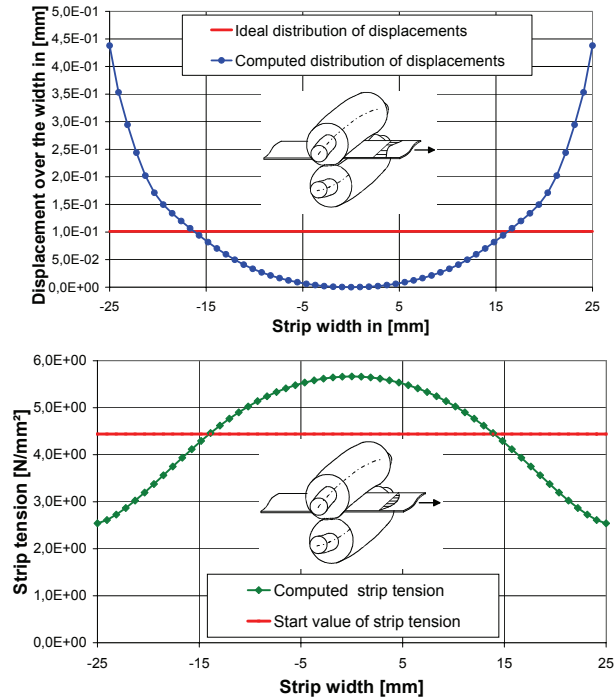 5,0E-01
4,5E-01
4,0E-01
3,5E-01
3,0E-01
2,5E-01
2,0E-01
1,5E-01
1,0E-01
5,0E-02
0,0E+00
Displacement over the width in [mm]
Ideal distribution of displacements
Computed distribution of displacements
-25 -15 -5 5 15 25
Strip width in [mm]
6,0E+00
5,0E+00
4,0E+00
3,0E+00
2,0E+00
1,0E+00
0,0E+00
Strip tension [N/mm²]
Computed strip tension
Start value of strip tension
-25 -15 -5 5 15 25
Strip width [mm]